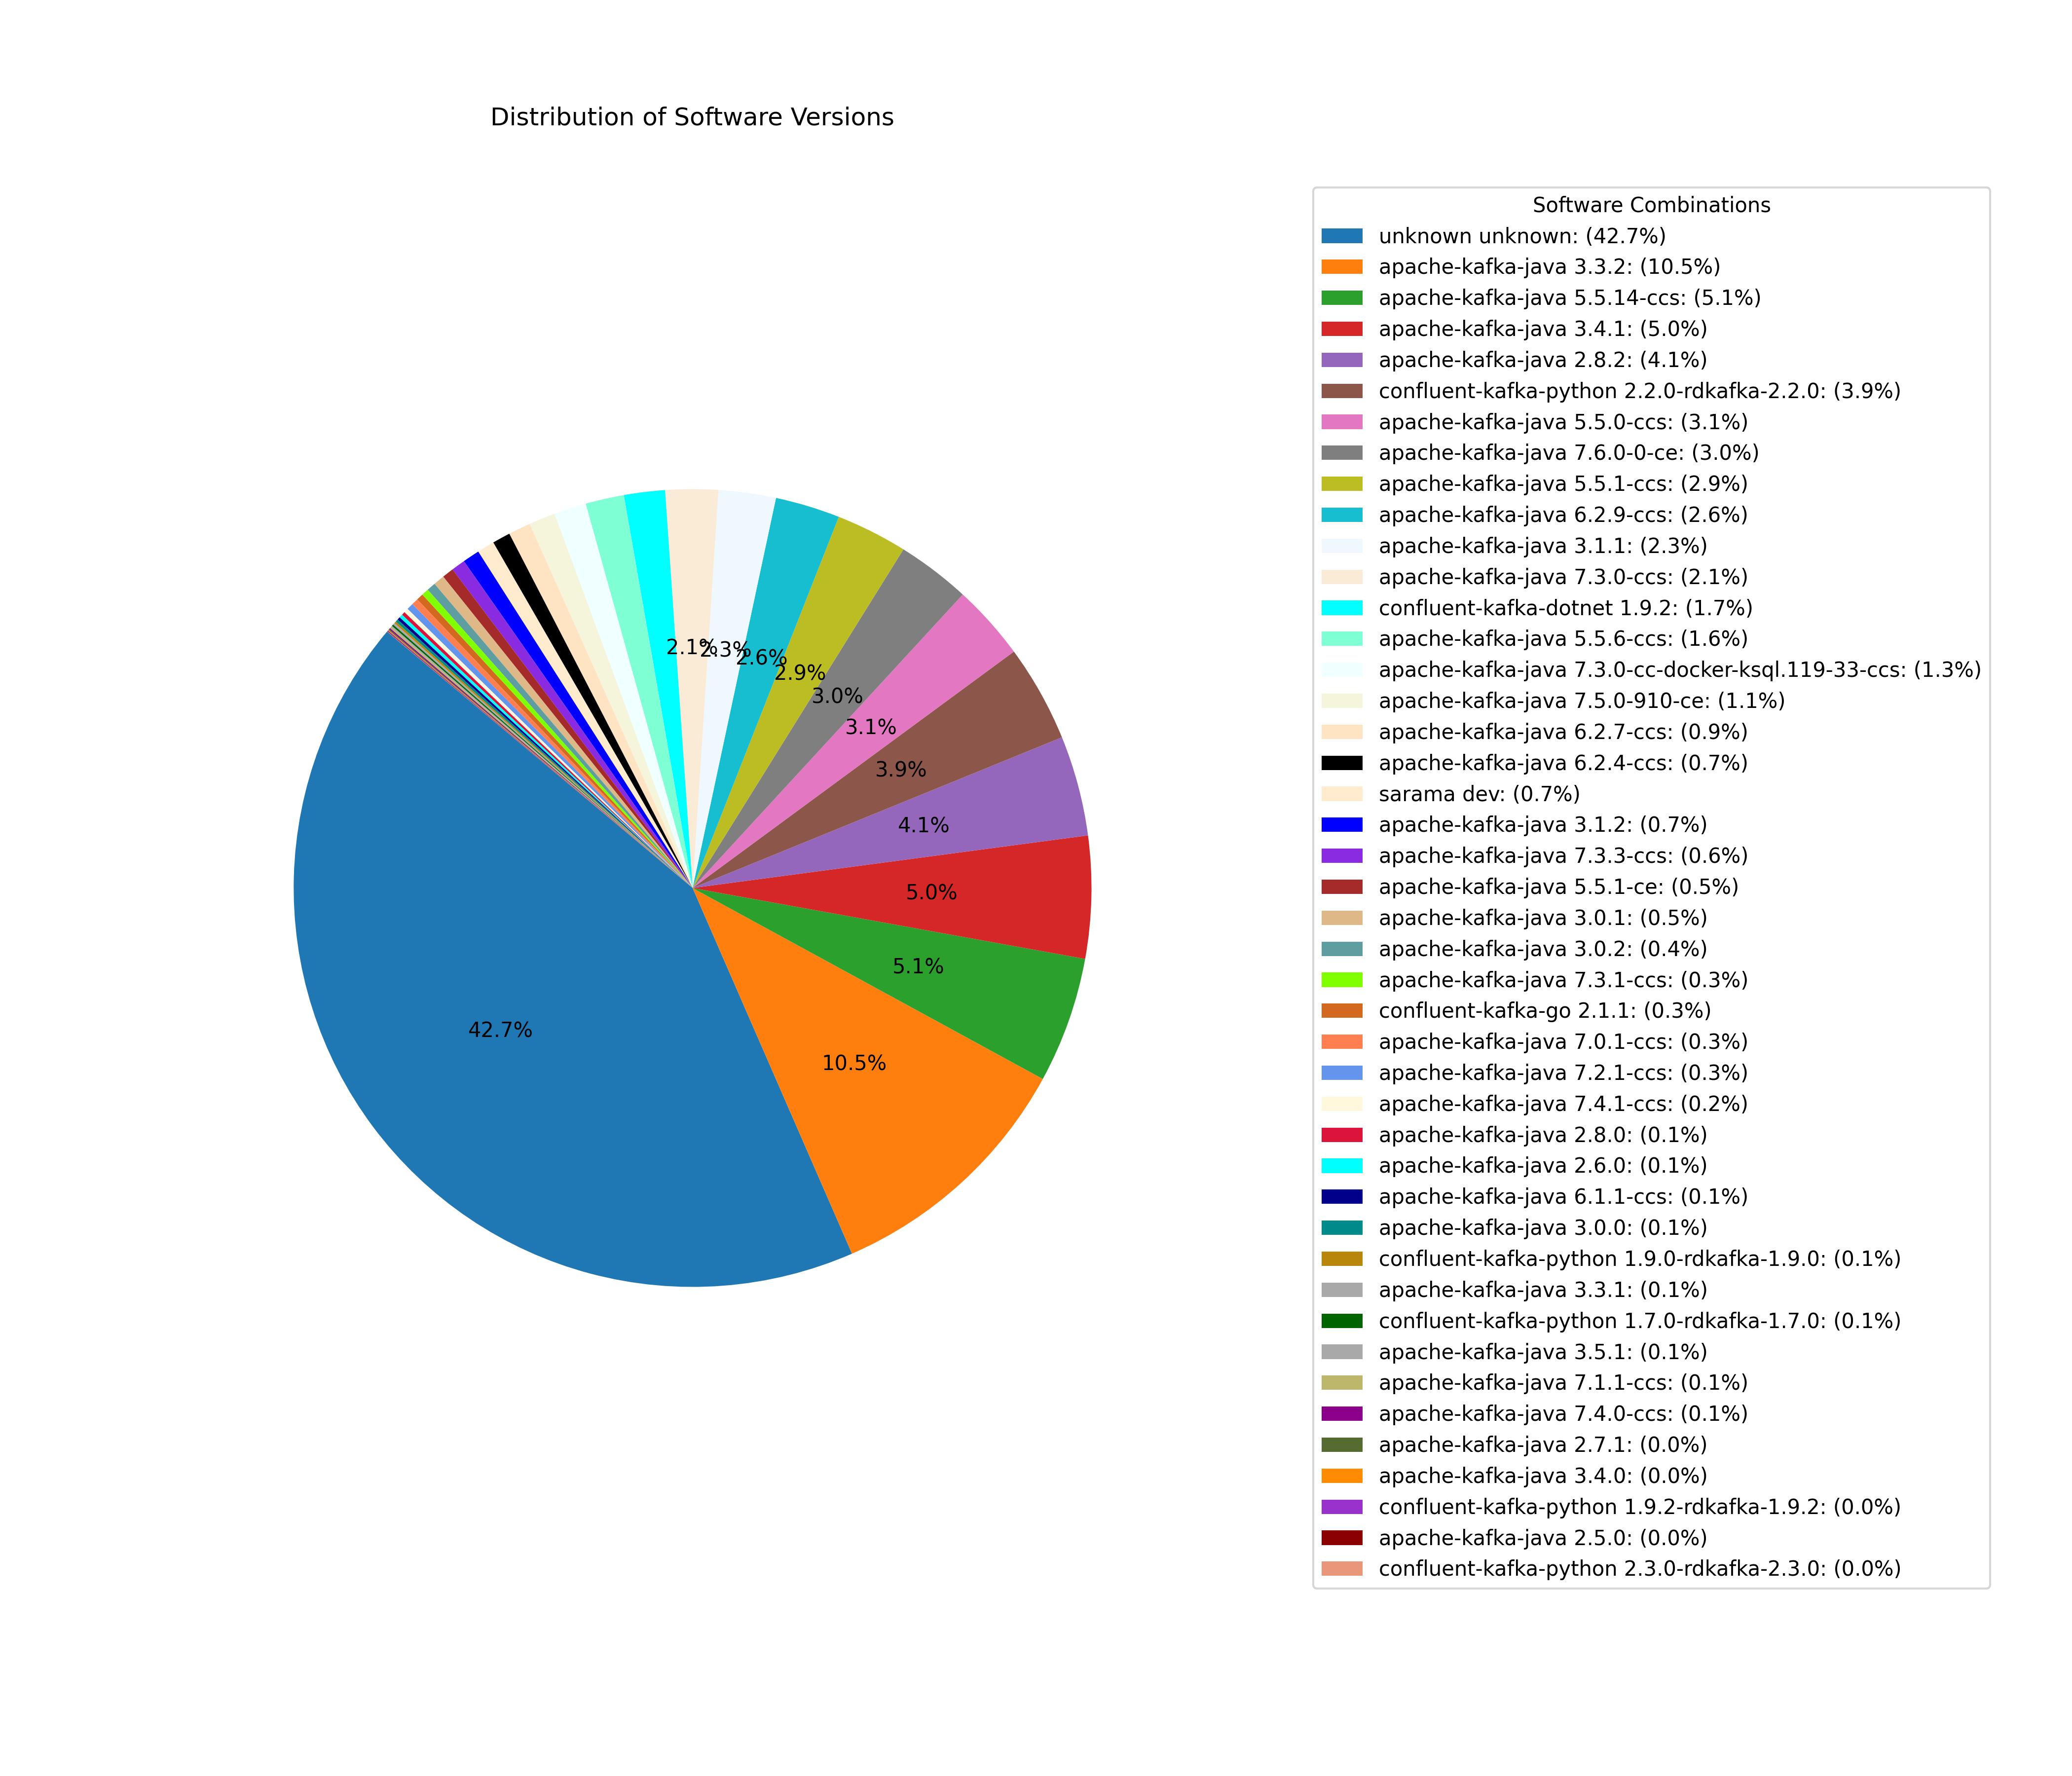 Distribution of Software Versions
Software Combinations
unknown unknown: (42.7%)
apache-kafka-java 3.3.2: (10.5%)
apache-kafka-java 5.5.14-ccs: (5.1%)
apache-kafka-java 3.4.1: (5.0%)
apache-kafka-java 2.8.2: (4.1%)
confluent-kafka-python 2.2.0-rdkafka-2.2.0: (3.9%)
apache-kafka-java 5.5.0-ccs: (3.1%)
apache-kafka-java 7.6.0-0-ce: (3.0%)
apache-kafka-java 5.5.1-ccs: (2.9%)
apache-kafka-java 6.2.9-ccs: (2.6%)
apache-kafka-java 3.1.1: (2.3%)
apache-kafka-java 7.3.0-ccs: (2.1%)
confluent-kafka-dotnet 1.9.2: (1.7%)
apache-kafka-java 5.5.6-ccs: (1.6%)
apache-kafka-java 7.3.0-cc-docker-ksql.119-33-ccs: (1.3%)
apache-kafka-java 7.5.0-910-ce: (1.1%)
apache-kafka-java 6.2.7-ccs: (0.9%)
apache-kafka-java 6.2.4-ccs: (0.7%)
sarama dev: (0.7%)
apache-kafka-java 3.1.2: (0.7%)
apache-kafka-java 7.3.3-ccs: (0.6%)
apache-kafka-java 5.5.1-ce: (0.5%)
apache-kafka-java 3.0.1: (0.5%)
apache-kafka-java 3.0.2: (0.4%)
apache-kafka-java 7.3.1-ccs: (0.3%)
confluent-kafka-go 2.1.1: (0.3%)
apache-kafka-java 7.0.1-ccs: (0.3%)
apache-kafka-java 7.2.1-ccs: (0.3%)
apache-kafka-java 7.4.1-ccs: (0.2%)
apache-kafka-java 2.8.0: (0.1%)
apache-kafka-java 2.6.0: (0.1%)
apache-kafka-java 6.1.1-ccs: (0.1%)
apache-kafka-java 3.0.0: (0.1%)
confluent-kafka-python 1.9.0-rdkafka-1.9.0: (0.1%)
apache-kafka-java 3.3.1: (0.1%)
confluent-kafka-python 1.7.0-rdkafka-1.7.0: (0.1%)
apache-kafka-java 3.5.1: (0.1%)
apache-kafka-java 7.1.1-ccs: (0.1%)
apache-kafka-java 7.4.0-ccs: (0.1%)
apache-kafka-java 2.7.1: (0.0%)
apache-kafka-java 3.4.0: (0.0%)
confluent-kafka-python 1.9.2-rdkafka-1.9.2: (0.0%)
apache-kafka-java 2.5.0: (0.0%)
confluent-kafka-python 2.3.0-rdkafka-2.3.0: (0.0%)
2.1%
2.3%
2.6%
2.9%
3.0%
3.1%
3.9%
4.1%
5.0%
5.1%
42.7%
10.5%